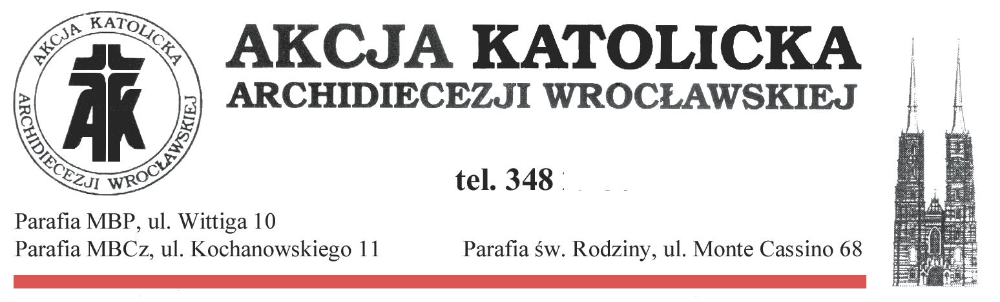 AKCJA KATOLICKA
ARCHIDIECEZJI WROCŁAWSKIEJ
AK
AKCJA KATOLICKA
ARCHIDIECEZJI WROCŁAWSKIEJ
tel. 348
Parafia MBP, ul. Wittiga 10
Parafia MBCz, ul. Kochanowskiego 11
Parafia św. Rodziny, ul. Monte Cassino 68